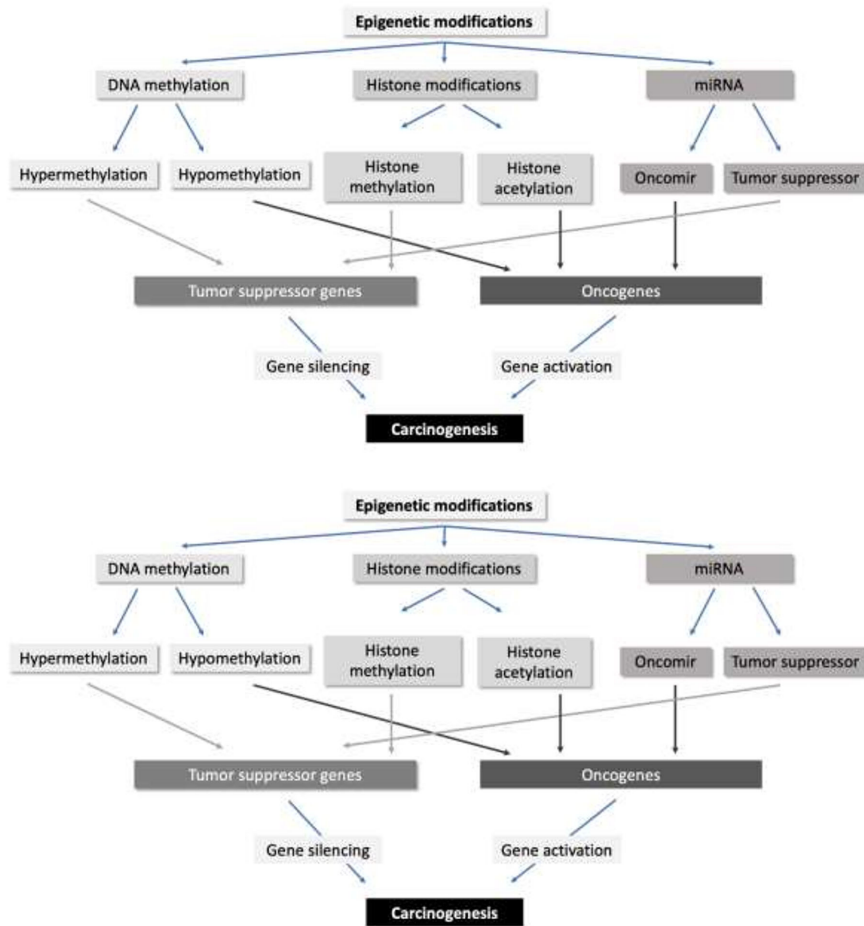 Epigenetic modifications
DNA methylation
Histone modifications
miRNA
Hypermethylation
Hypomethylation
Histone
methylation
Histone
acetylation
Oncomir
Tumor suppressor
Tumor suppressor genes
Oncogenes
Gene silencing
Gene activation
Carcinogenesis
Epigenetic modifications
DNA methylation
Histone modifications
miRNA
Hypermethylation
Hypomethylation
Histone
methylation
Histone
acetylation
Oncomir
Tumor suppressor
Tumor suppressor genes
Oncogenes
Gene silencing
Gene activation
Carcinogenesis